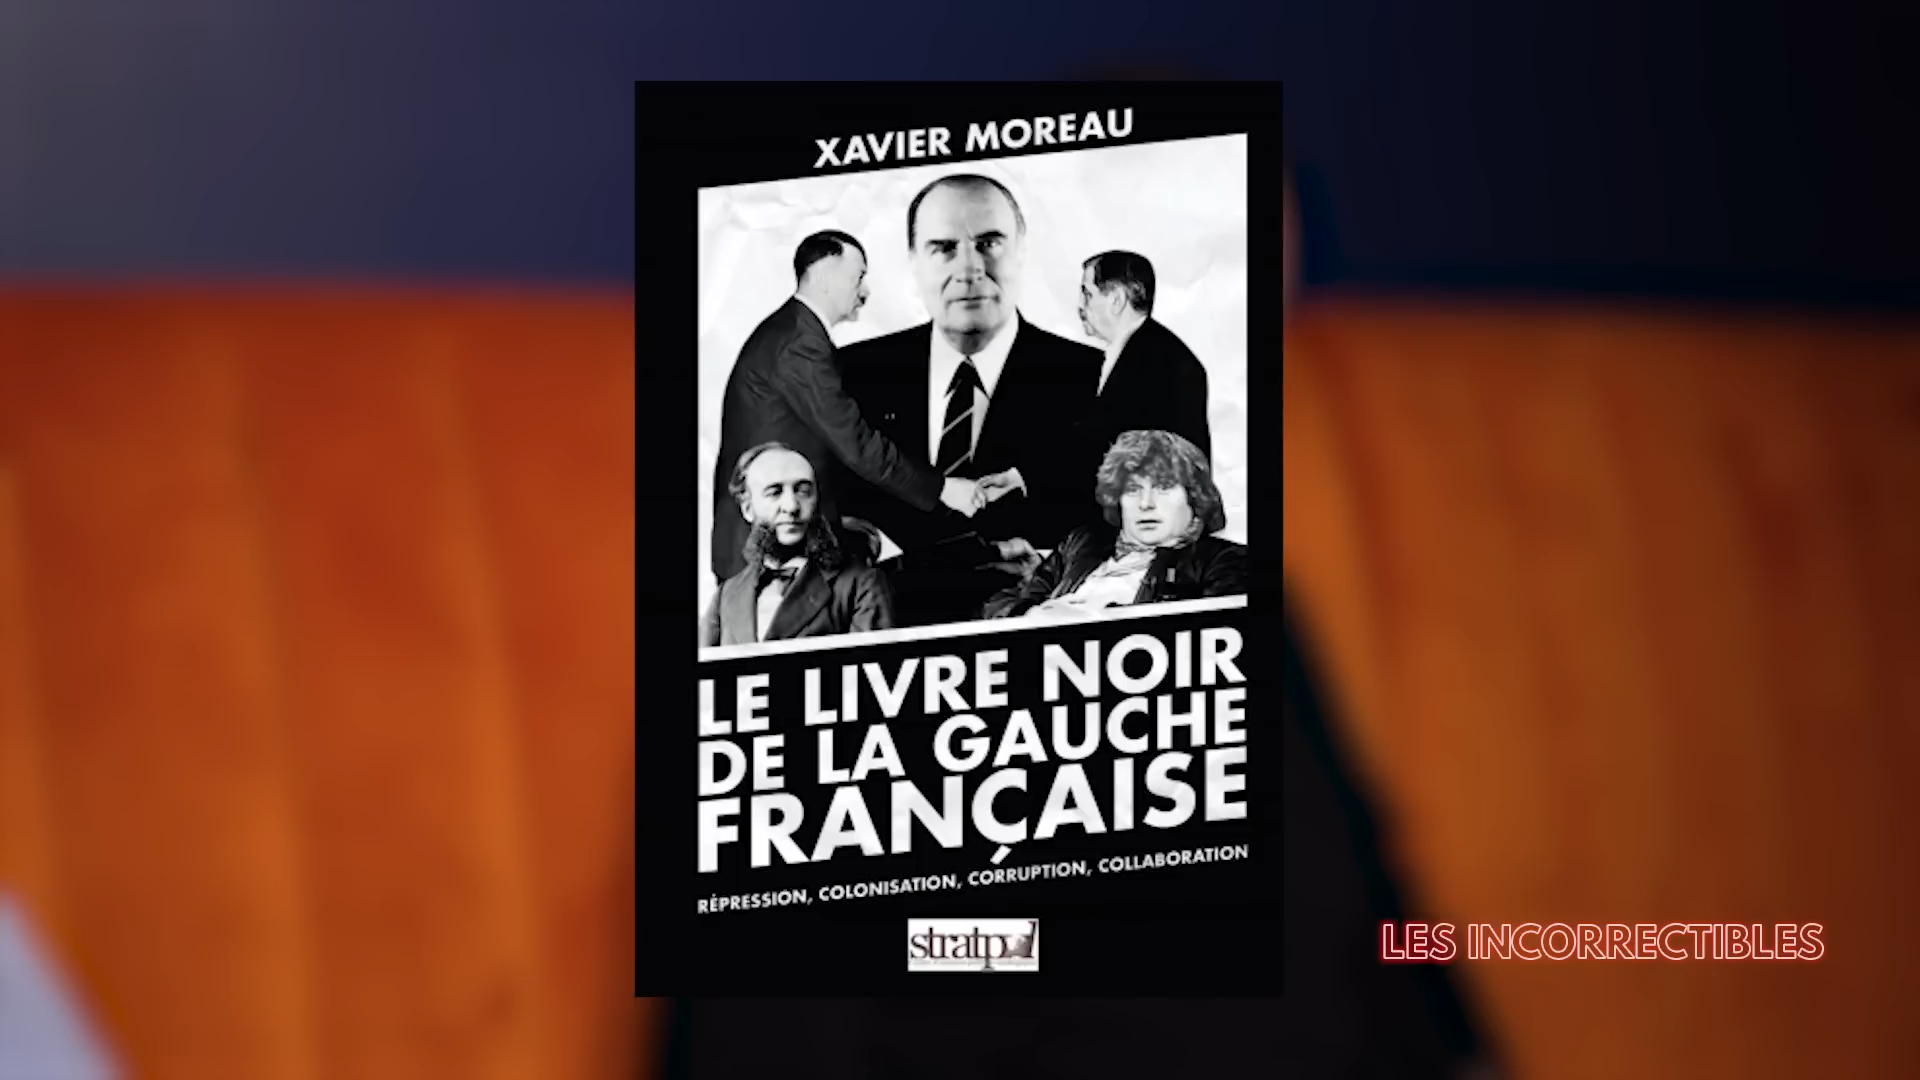 XAVIER MOREAU
LE LIVRE NOIR
DE LA GAUCHE
FRANÇAISE
RÉPRESSION, COLONISATION, CORRUPTION, COLLABORATION
stratpol
LES INCORRECTIBLES